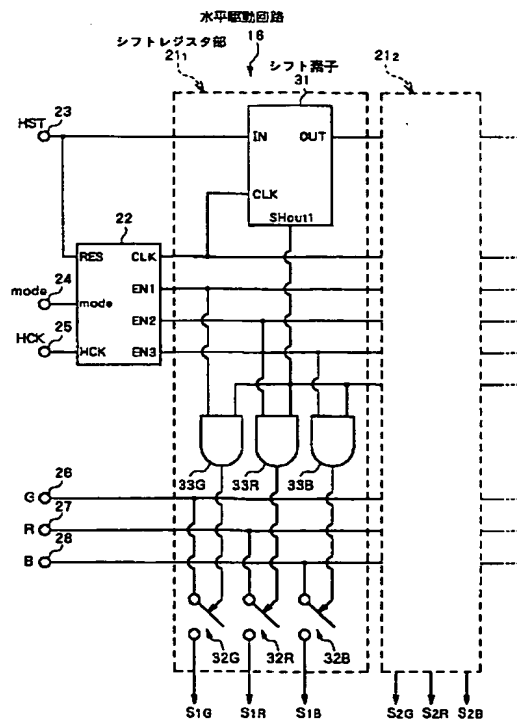 水平駆動回路
16
シフトレジスタ部
21₁
シフト素子
31
21₂
HST
23
IN
OUT
CLK
SHout1
22
RES
CLK
24
mode
mode
EN1
25
EN2
HCK
HCK
EN3
33G
33R
33B
26
G
27
R
28
B
32G
32R
32B
S1G
S1R
S1B
S2G
S2R
S2B